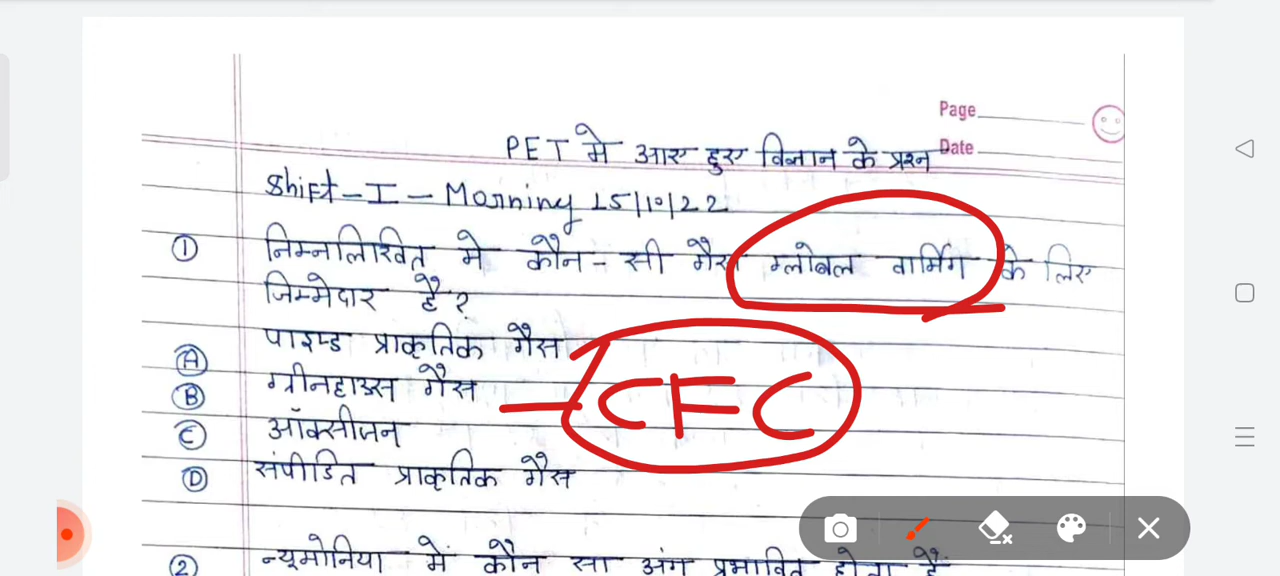 Page
Date
PET मे आए हुए विज्ञान के प्रश्न
Shift-I - Morning 15/10/22
① निम्नलिखित मे कौन-सी गैस ग्लोबल वार्मिग के लिए
जिम्मेदार है?
Ⓐ पाइप्ड प्राकृतिक गैस
Ⓑ ग्रीनहाउस गैस - CFC
Ⓒ ऑक्सीजन
Ⓓ संपीडित प्राकृतिक गैस
② न्यूमोनिया में कौन सा अंग प्रभावित होता है